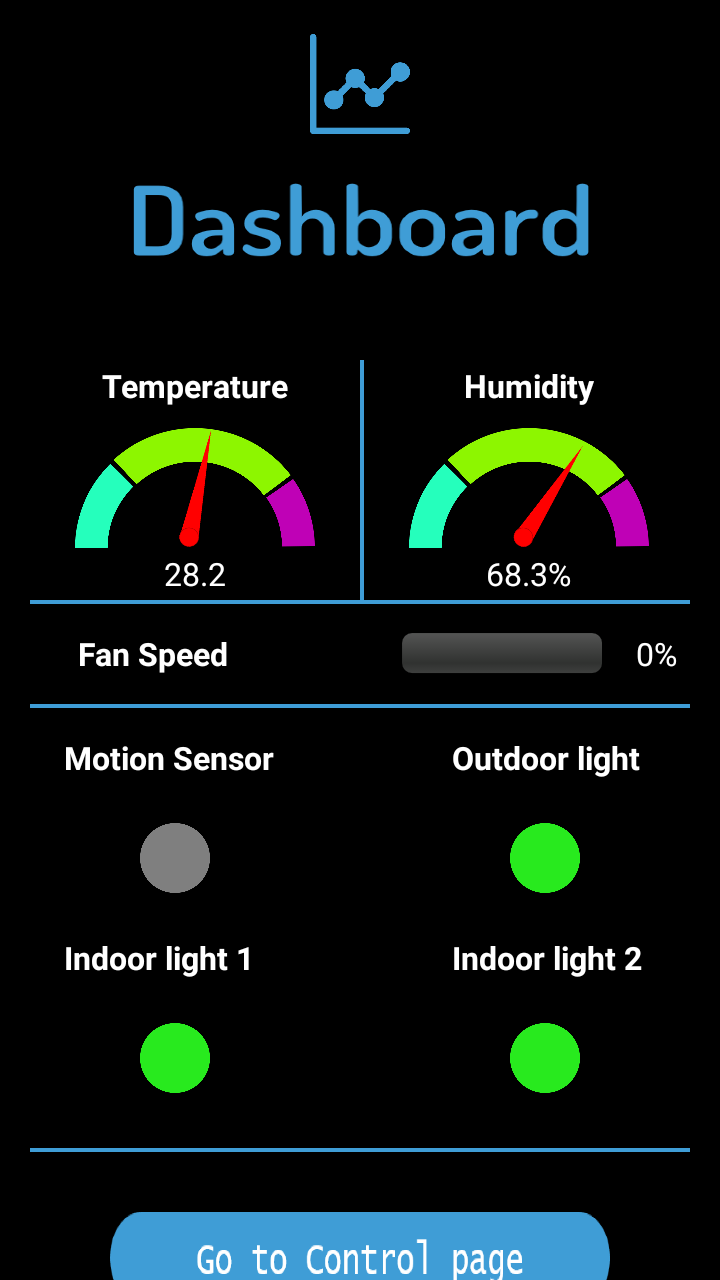 Dashboard
Temperature
Humidity
28.2
68.3%
Fan Speed
0%
Motion Sensor
Outdoor light
Indoor light 1
Indoor light 2
Go to Control page